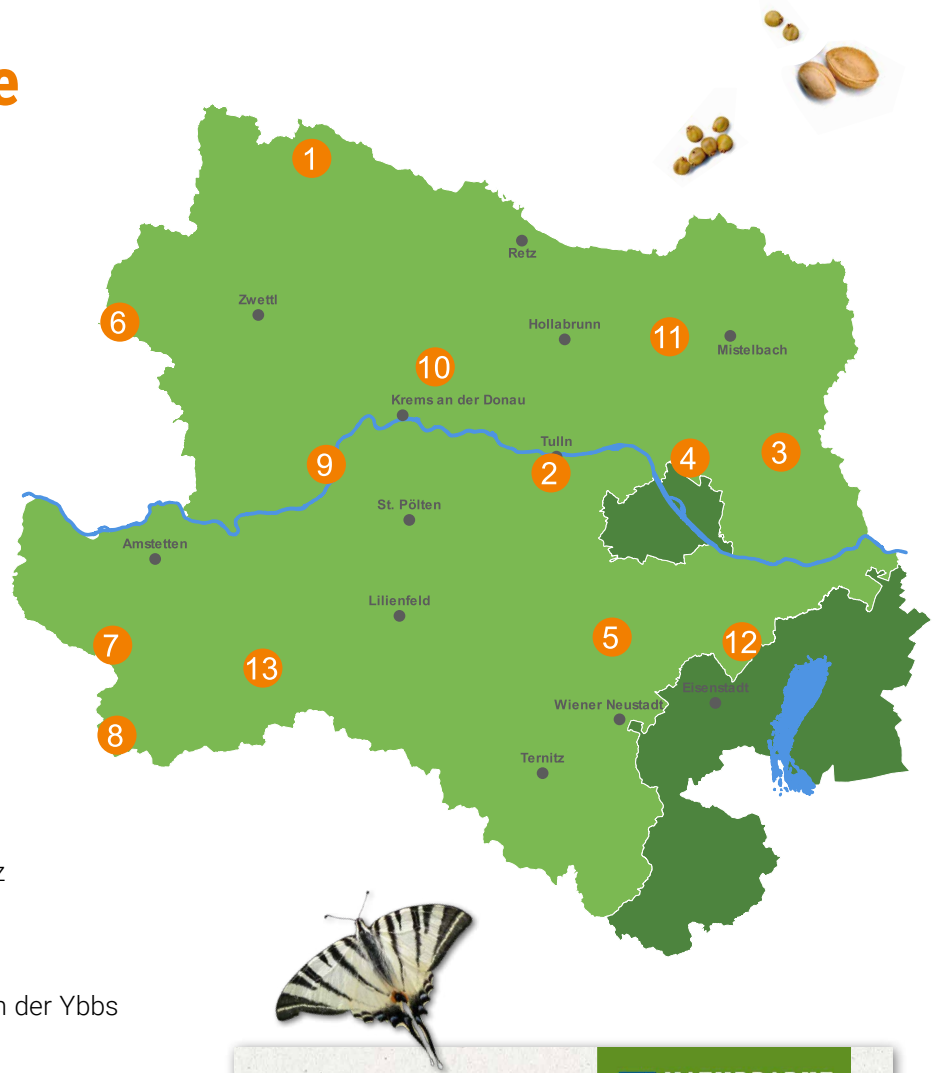 e
1
Retz
Zwettl
6
Hollabrunn
11
Mistelbach
10
Krems an der Donau
Tulln
9
2
4
3
St. Pölten
Amstetten
Lilienfeld
7
13
5
12
Eisenstadt
Wiener Neustadt
8
Ternitz
z
n der Ybbs